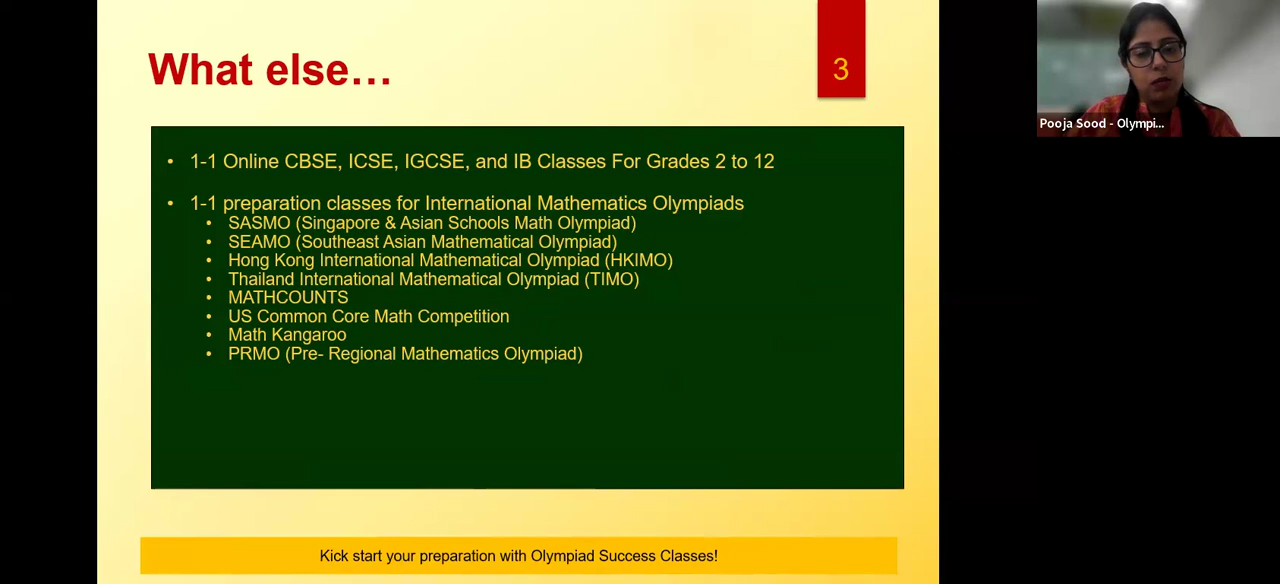 What else…
3
• 1-1 Online CBSE, ICSE, IGCSE, and IB Classes For Grades 2 to 12
• 1-1 preparation classes for International Mathematics Olympiads
• SASMO (Singapore & Asian Schools Math Olympiad)
• SEAMO (Southeast Asian Mathematical Olympiad)
• Hong Kong International Mathematical Olympiad (HKIMO)
• Thailand International Mathematical Olympiad (TIMO)
• MATHCOUNTS
• US Common Core Math Competition
• Math Kangaroo
• PRMO (Pre- Regional Mathematics Olympiad)
Kick start your preparation with Olympiad Success Classes!
Pooja Sood - Olympi...